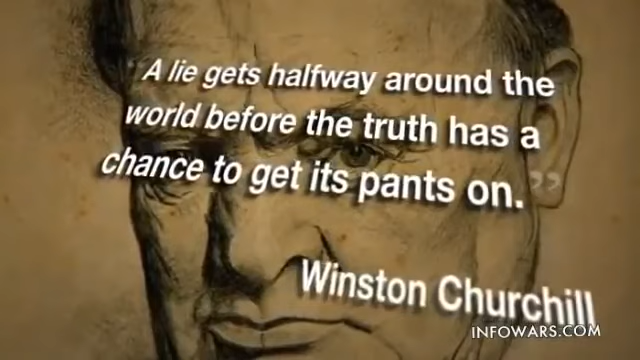 A lie gets halfway around the
world before the truth has a
chance to get its pants on. ”
Winston Churchill
INFOWARS.COM